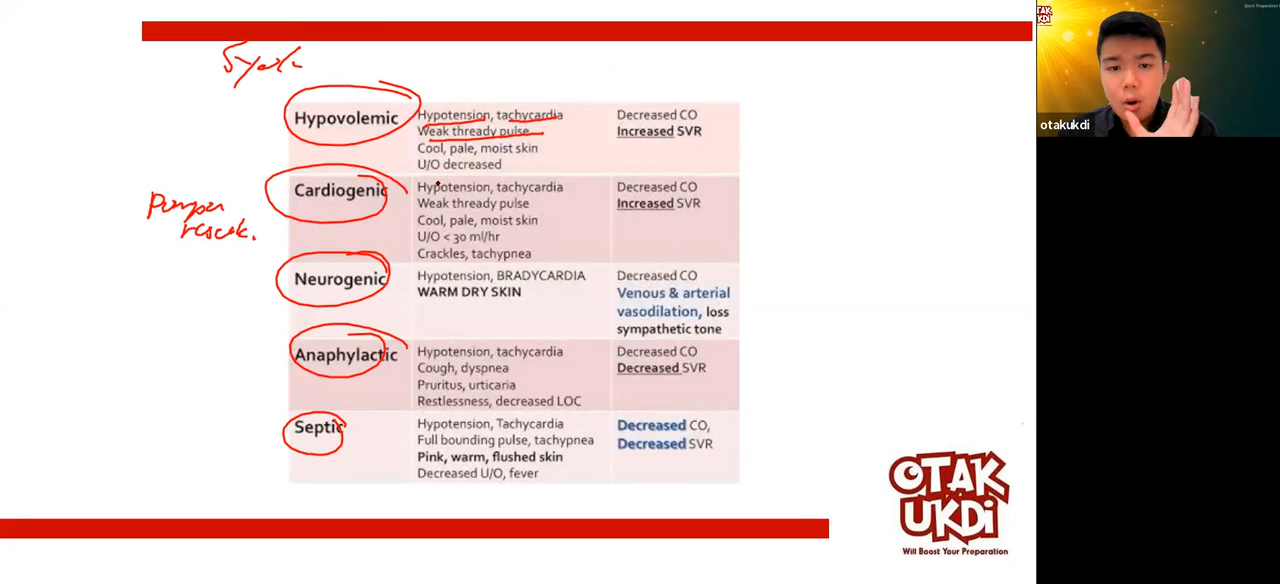 Syok
Hypovolemic
Hypotension, tachycardia
Weak thready pulse
Cool, pale, moist skin
U/O decreased
Decreased CO
Increased SVR
Cardiogenic
Hypotension, tachycardia
Weak thready pulse
Cool, pale, moist skin
U/O < 30 ml/hr
Crackles, tachypnea
Decreased CO
Increased SVR
Neurogenic
Hypotension, BRADYCARDIA
WARM DRY SKIN
Decreased CO
Venous & arterial
vasodilation, loss
sympathetic tone
Anaphylactic
Hypotension, tachycardia
Cough, dyspnea
Pruritus, urticaria
Restlessness, decreased LOC
Decreased CO
Decreased SVR
Septic
Hypotension, Tachycardia
Full bounding pulse, tachypnea
Pink, warm, flushed skin
Decreased U/O, fever
Decreased CO,
Decreased SVR
OTAK
UKDi
Will Boost Your Preparation
OTAK
UKDi
otakukdi